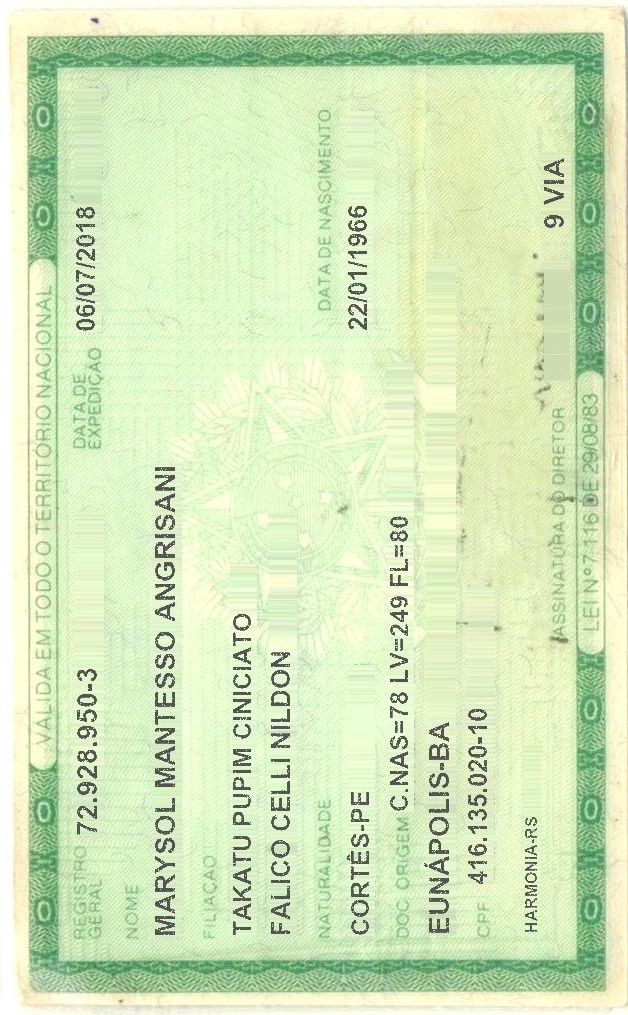 VÁLIDA EM TODO O TERRITÓRIO NACIONAL
REGISTRO GERAL 72.928.950-3 DATA DE EXPEDIÇÃO 06/07/2018
NOME
MARYSOL MANTESSO ANGRISANI
FILIAÇÃO
TAKATU PUPIM CINICIATO
FALICO CELLI NILDON
NATURALIDADE DATA DE NASCIMENTO
CORTÊS-PE 22/01/1966
DOC. ORIGEM C.NAS=78 LV=249 FL=80
EUNÁPOLIS-BA
CPF 416.135.020-10
HARMONIA-RS 9 VIA
ASSINATURA DO DIRETOR
LEI Nº 7.116 DE 29/08/83